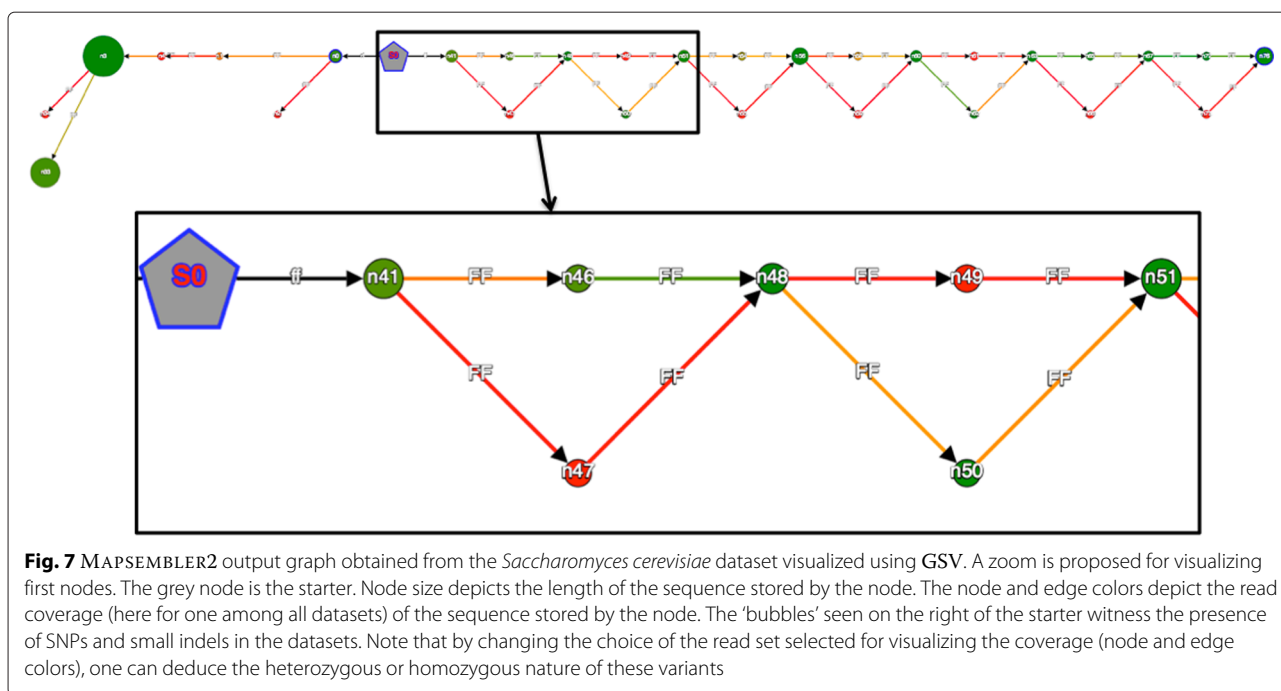 S0
S0
ff
n41
FF
n46
FF
n48
FF
n49
FF
n51
FF
FF
FF
FF
n47
n50
Fig. 7 MAPSEMBLER2 output graph obtained from the Saccharomyces cerevisiae dataset visualized using GSV. A zoom is proposed for visualizing
first nodes. The grey node is the starter. Node size depicts the length of the sequence stored by the node. The node and edge colors depict the read
coverage (here for one among all datasets) of the sequence stored by the node. The ‘bubbles’ seen on the right of the starter witness the presence
of SNPs and small indels in the datasets. Note that by changing the choice of the read set selected for visualizing the coverage (node and edge
colors), one can deduce the heterozygous or homozygous nature of these variants